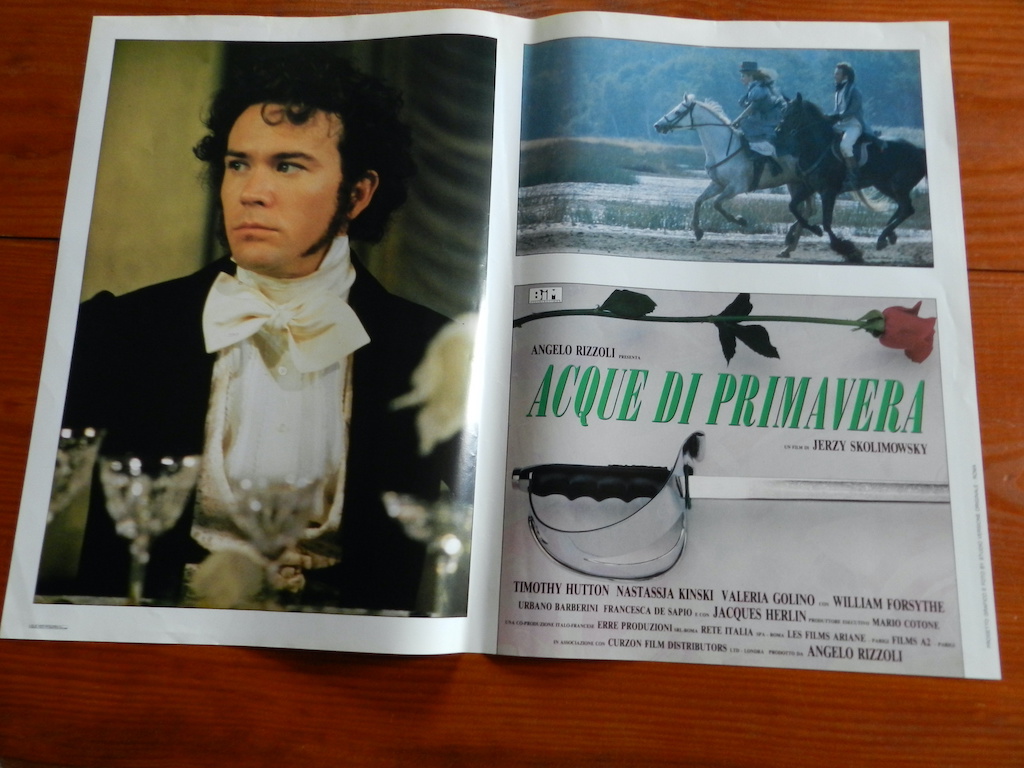 BiM
ANGELO RIZZOLI PRESENTA
ACQUE DI PRIMAVERA
UN FILM DI JERZY SKOLIMOWSKY
TIMOTHY HUTTON NASTASSJA KINSKI VALERIA GOLINO CON WILLIAM FORSYTHE
URBANO BARBERINI FRANCESCA DE SAPIO E CON JACQUES HERLIN PRODUTTORE ESECUTIVO MARIO COTONE
UNA CO-PRODUZIONE ITALO-FRANCESE ERRE PRODUZIONI SRL-ROMA RETE ITALIA SPA - ROMA LES FILMS ARIANE - PARIGI FILMS A2 - PARIGI
IN ASSOCIAZIONE CON CURZON FILM DISTRIBUTORS LTD - LONDRA PRODOTTO DA ANGELO RIZZOLI